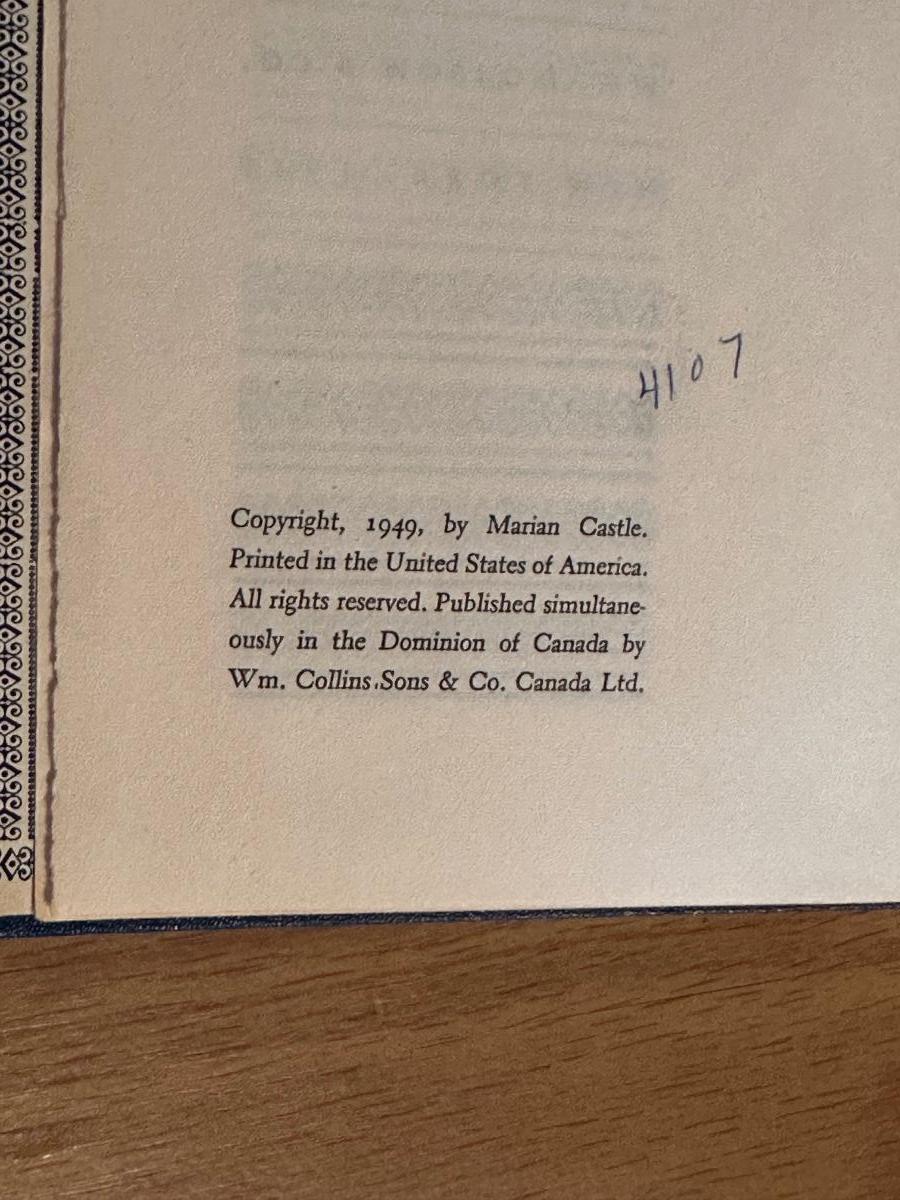 4107
Copyright, 1949, by Marian Castle.
Printed in the United States of America.
All rights reserved. Published simultane-
ously in the Dominion of Canada by
Wm. Collins Sons & Co. Canada Ltd.